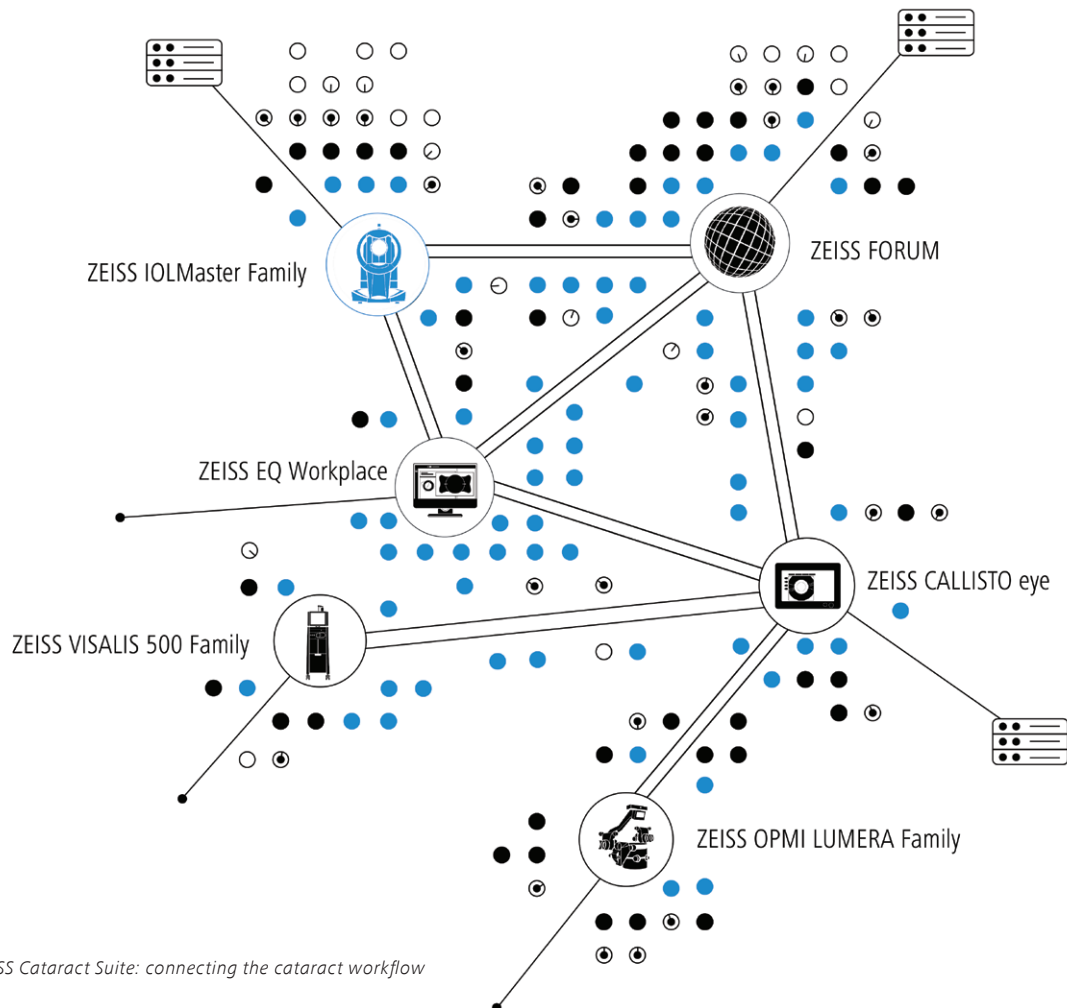 ZEISS FORUM
ZEISS IOLMaster Family
ZEISS EQ Workplace
ZEISS CALLISTO eye
ZEISS VISALIS 500 Family
ZEISS OPMI LUMERA Family
SS Cataract Suite: connecting the cataract workflow